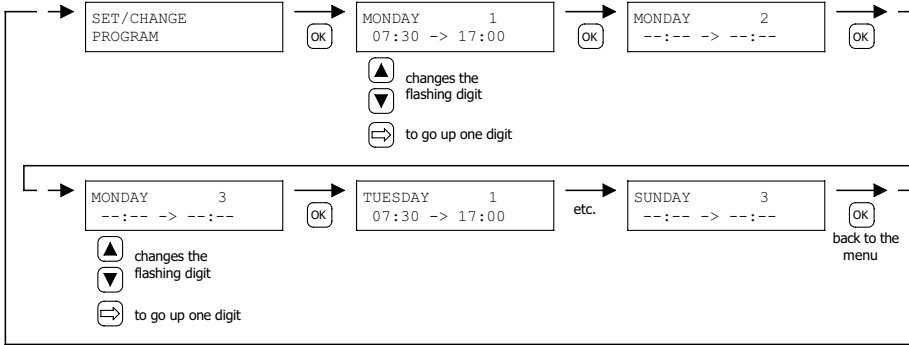 SET/CHANGE
PROGRAM
OK
MONDAY 1
07:30 -> 17:00
OK
MONDAY 2
--:-- -> --:--
OK
changes the
flashing digit
to go up one digit
MONDAY 3
--:-- -> --:--
OK
TUESDAY 1
07:30 -> 17:00
etc.
SUNDAY 3
--:-- -> --:--
OK
back to the
menu
changes the
flashing digit
to go up one digit